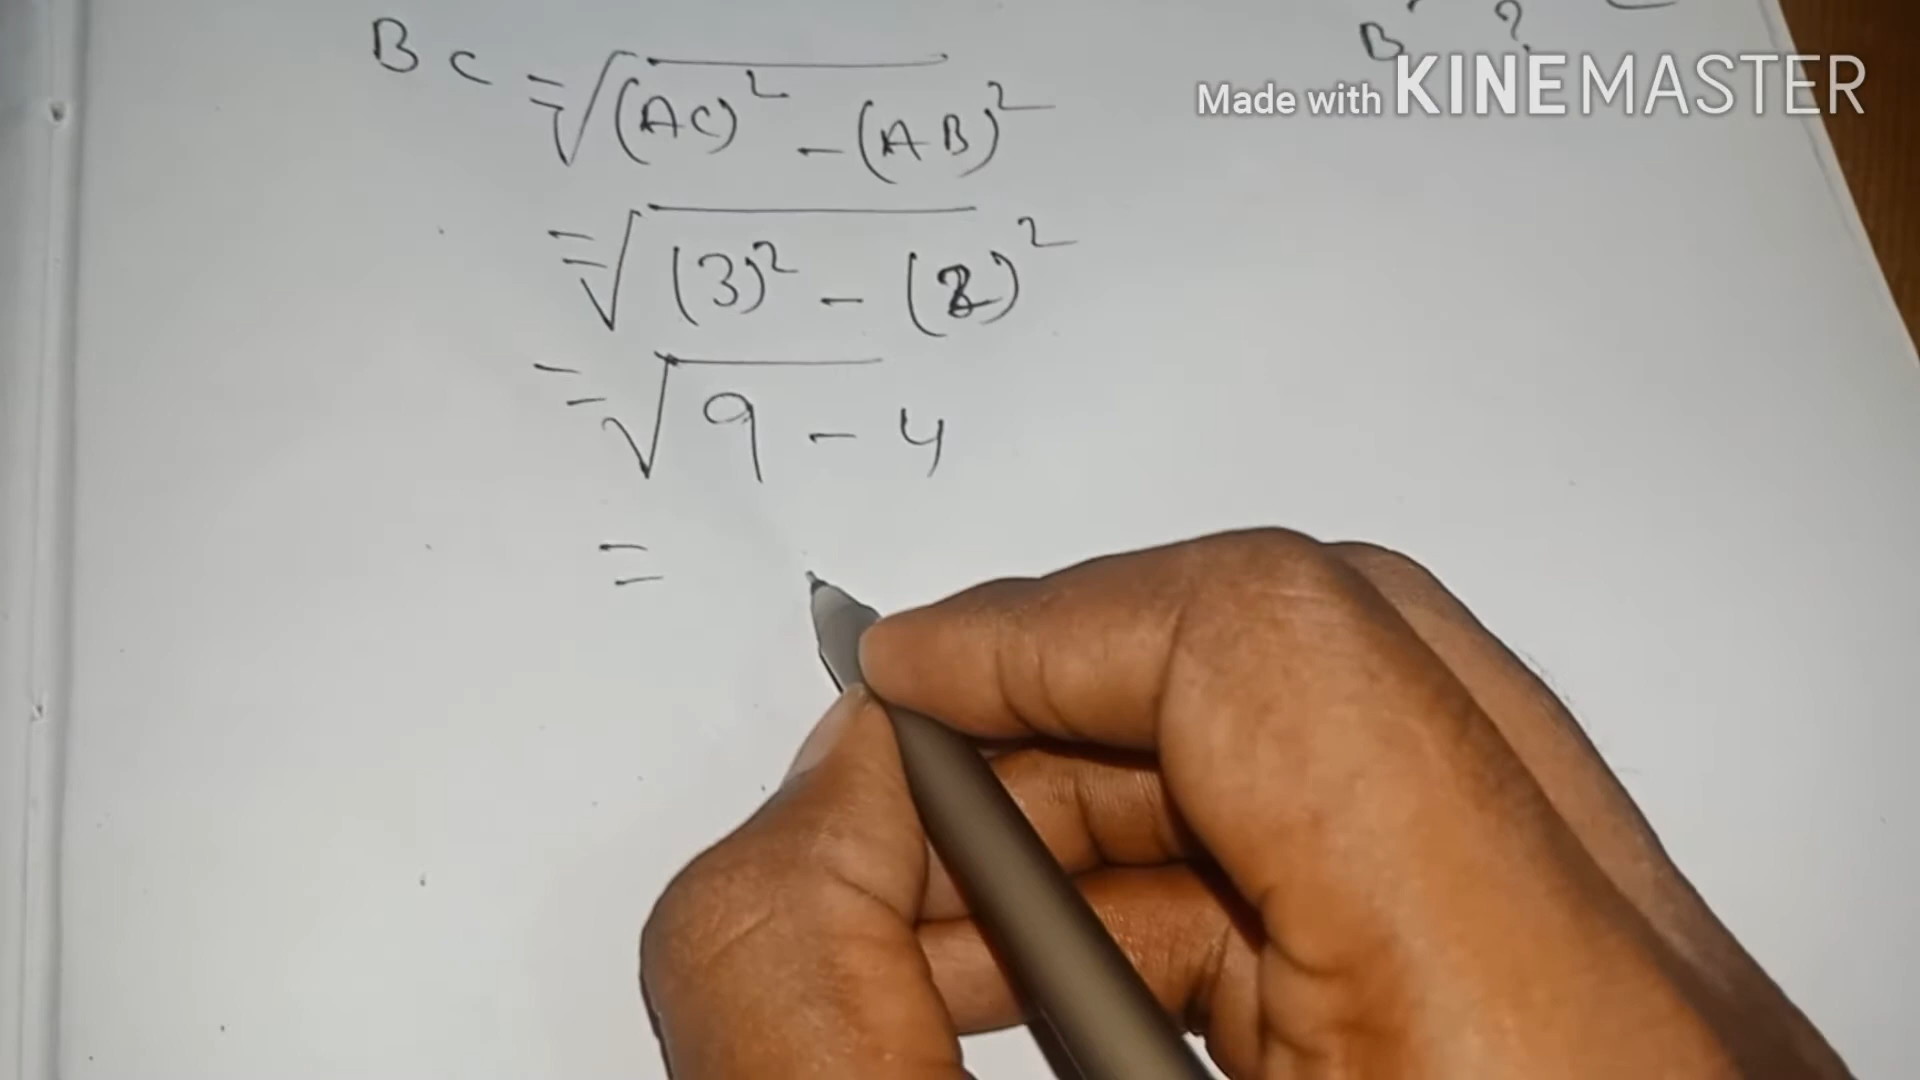 B ?
Made with KINEMASTER
BC = √(AC)² - (AB)²
= √(3)² - (2)²
= √9 - 4
=